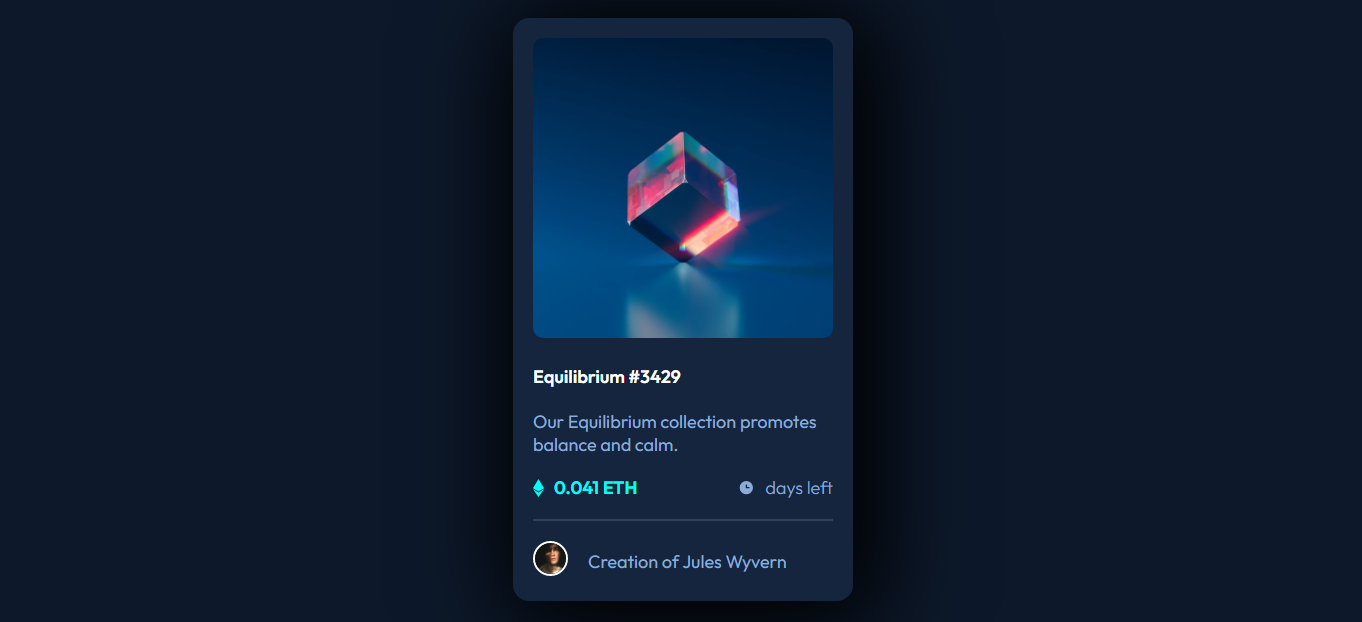 Equilibrium #3429
Our Equilibrium collection promotes
balance and calm.
0.041 ETH
days left
Creation of Jules Wyvern